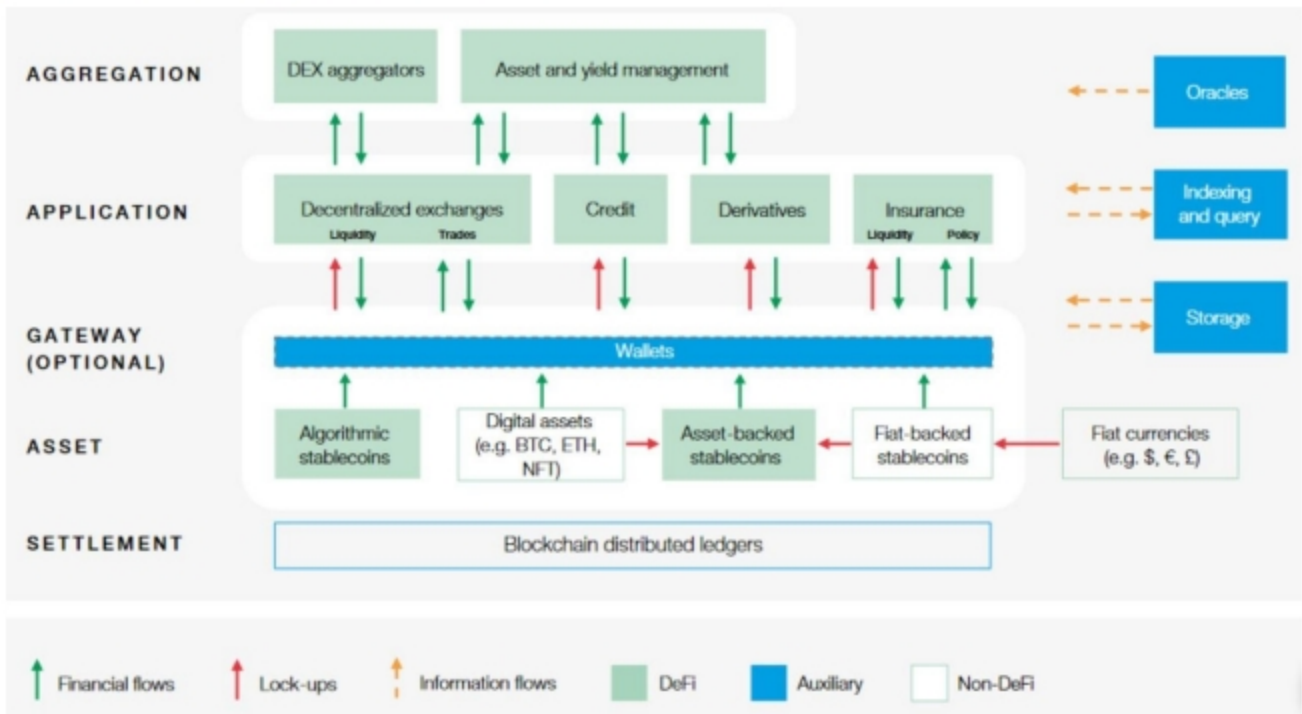 AGGREGATION
DEX aggregators
Asset and yield management
Oracles
APPLICATION
Decentralized exchanges
Liquidity
Trades
Credit
Derivatives
Insurance
Liquidity
Policy
Indexing
and query
GATEWAY
(OPTIONAL)
Wallets
Storage
ASSET
Algorithmic
stablecoins
Digital assets
(e.g. BTC, ETH,
NFT)
Asset-backed
stablecoins
Fiat-backed
stablecoins
Fiat currencies
(e.g. $, €, £)
SETTLEMENT
Blockchain distributed ledgers
Financial flows
Lock-ups
Information flows
DeFi
Auxiliary
Non-DeFi